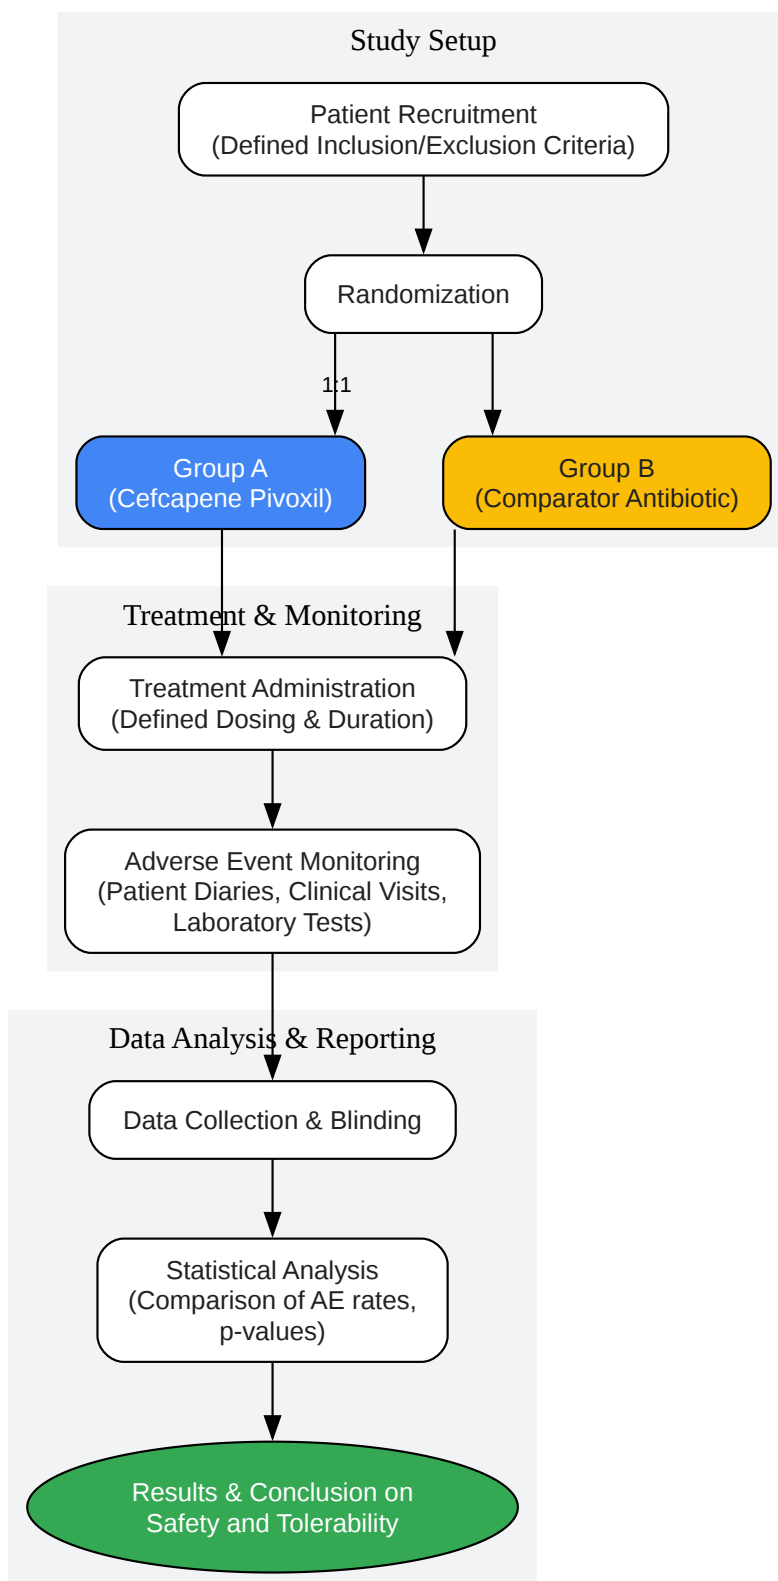 Study Setup
Patient Recruitment
(Defined Inclusion/Exclusion Criteria)
Randomization
1:1
Group A
(Cefcapene Pivoxil)
Group B
(Comparator Antibiotic)
Treatment & Monitoring
Treatment Administration
(Defined Dosing & Duration)
Adverse Event Monitoring
(Patient Diaries, Clinical Visits,
Laboratory Tests)
Data Analysis & Reporting
Data Collection & Blinding
Statistical Analysis
(Comparison of AE rates,
p-values)
Results & Conclusion on
Safety and Tolerability